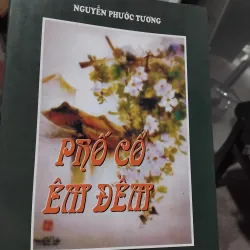 NGUYỄN PHƯỚC TƯƠNG
PHỐ CỔ
ÊM ĐỀM